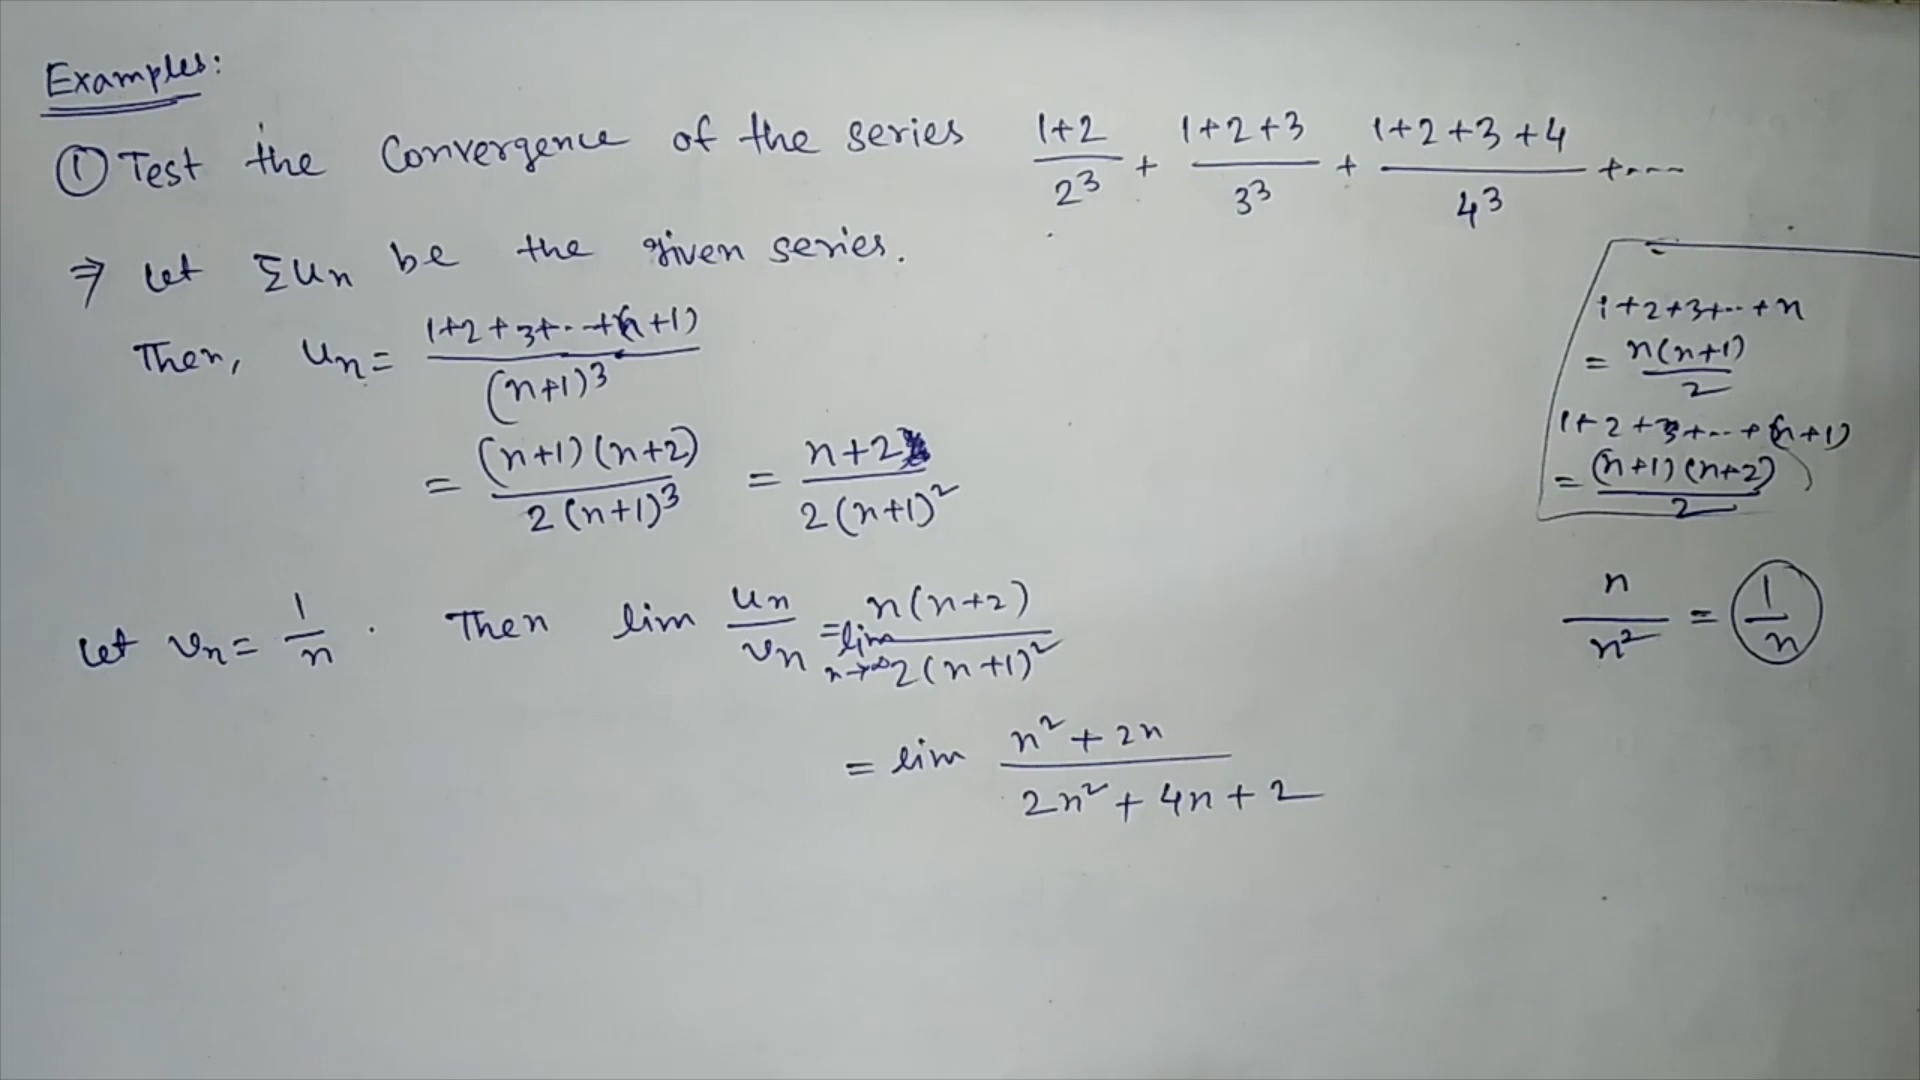 Examples:
① Test the Convergence of the series (1+2)/2³ + (1+2+3)/3³ + (1+2+3+4)/4³ + ....
⇒ Let Σun be the given series.
Then, un = (1+2+3+..+(n+1))/(n+1)³
= (n+1)(n+2)/2(n+1)³ = n+2/2(n+1)²
Let vn = 1/n . Then lim un/vn = lim n→∞ n(n+2)/2(n+1)²
= lim n²+2n/2n²+4n+2
1+2+3+..+n
= n(n+1)/2
1+2+3+..+(n+1)
= (n+1)(n+2)/2
n/n² = 1/n